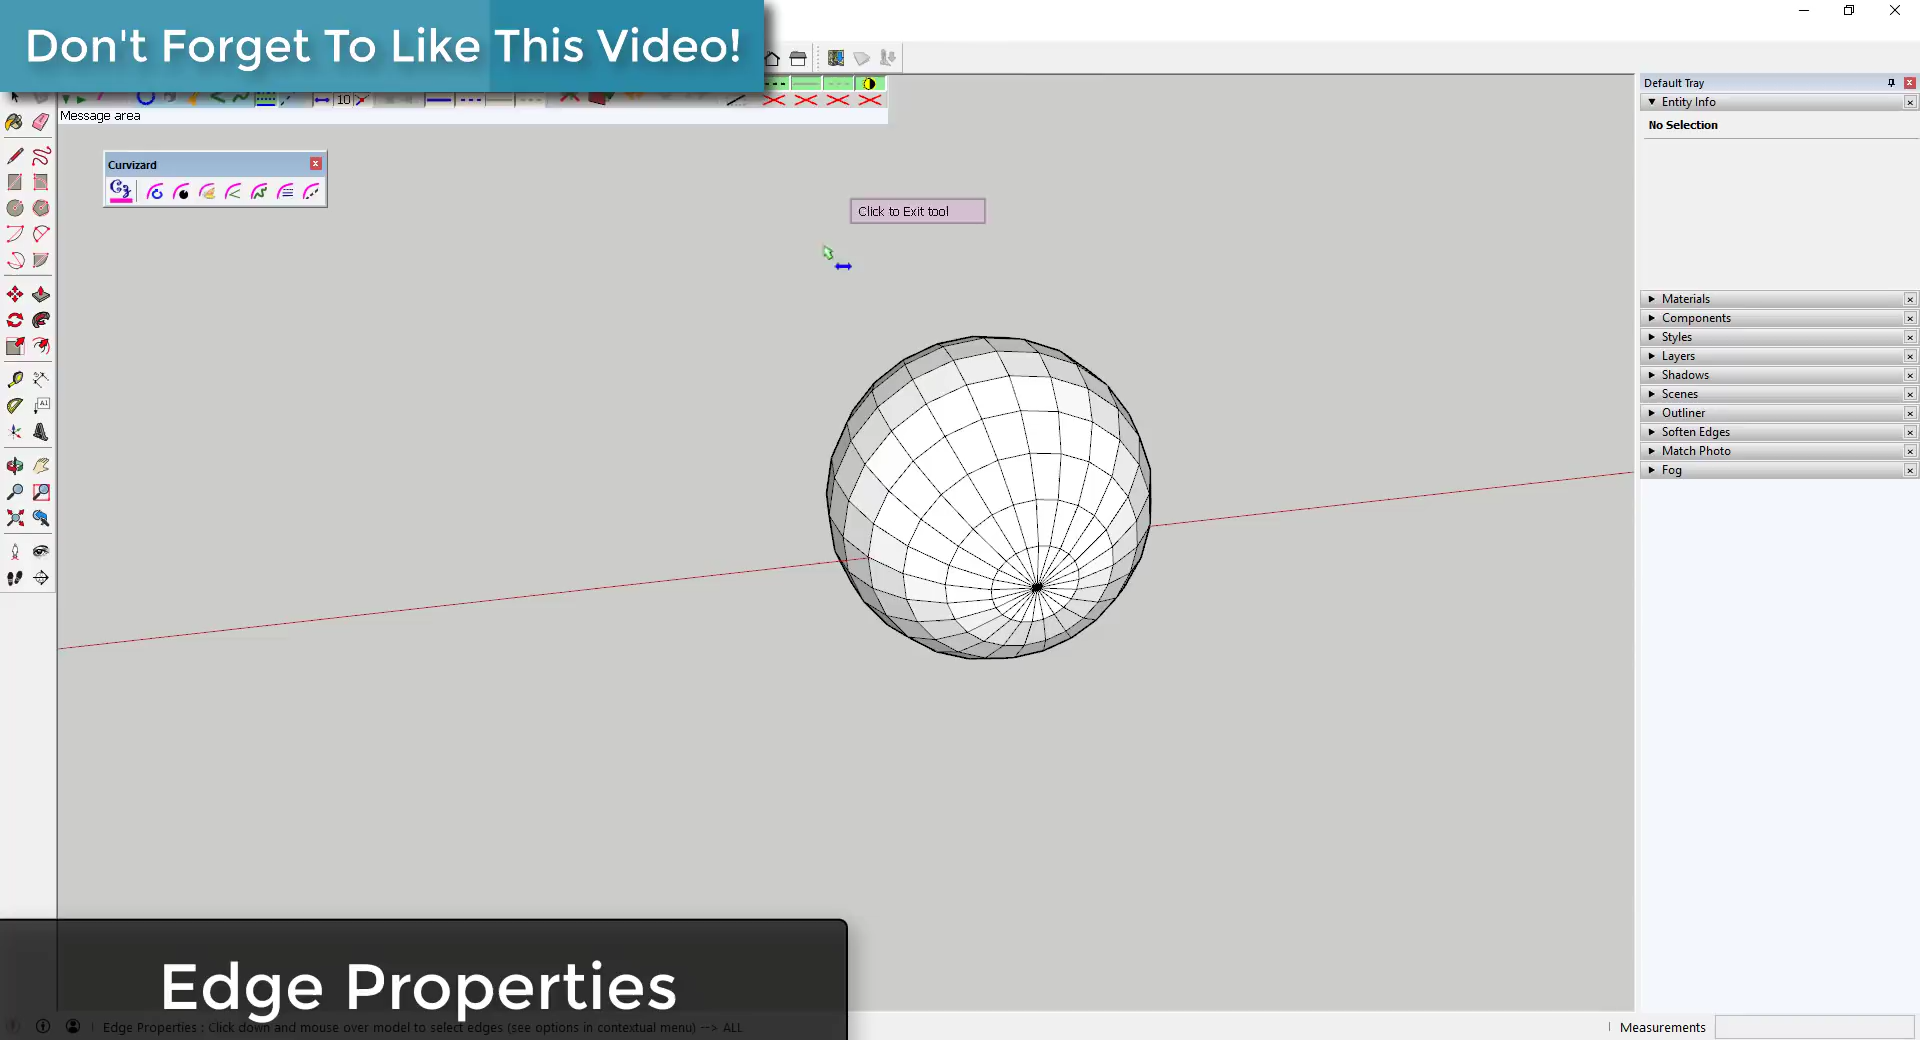 Don't Forget To Like This Video!
10
Message area
Default Tray
Entity Info
No Selection
Curvizard
Click to Exit tool
Materials
Components
Styles
Layers
Shadows
Scenes
Outliner
Soften Edges
Match Photo
Fog
Edge Properties
Edge Properties : Click down and mouse over model to select edges (see options in contextual menu) --> ALL
Measurements